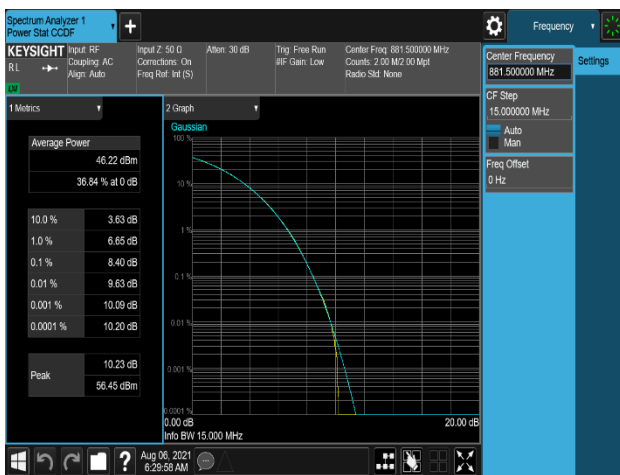 Spectrum Analyzer 1
Power Stat CCDF
Frequency
KEYSIGHT
R L
Input: RF
Coupling: AC
Align: Auto
Input Z: 50 Ω
Corrections: On
Freq Ref: Int (S)
Atten: 30 dB
Trig: Free Run
#IF Gain: Low
Center Freq: 881.500000 MHz
Counts: 2.00 M/2.00 Mpt
Radio Std: None
1 Metrics
Average Power
46.22 dBm
36.84 % at 0 dB
10.0 % 3.63 dB
1.0 % 6.65 dB
0.1 % 8.40 dB
0.01 % 9.63 dB
0.001 % 10.09 dB
0.0001 % 10.20 dB
Peak
10.23 dB
56.45 dBm
2 Graph
Gaussian
100 %
10 %
1 %
0.1 %
0.01 %
0.001 %
0.0001 %
0.00 dB
20.00 dB
Info BW 15.000 MHz
Center Frequency
881.500000 MHz
Settings
CF Step
15.000000 MHz
Auto
Man
Freq Offset
0 Hz
?
Aug 06, 2021
6:29:58 AM